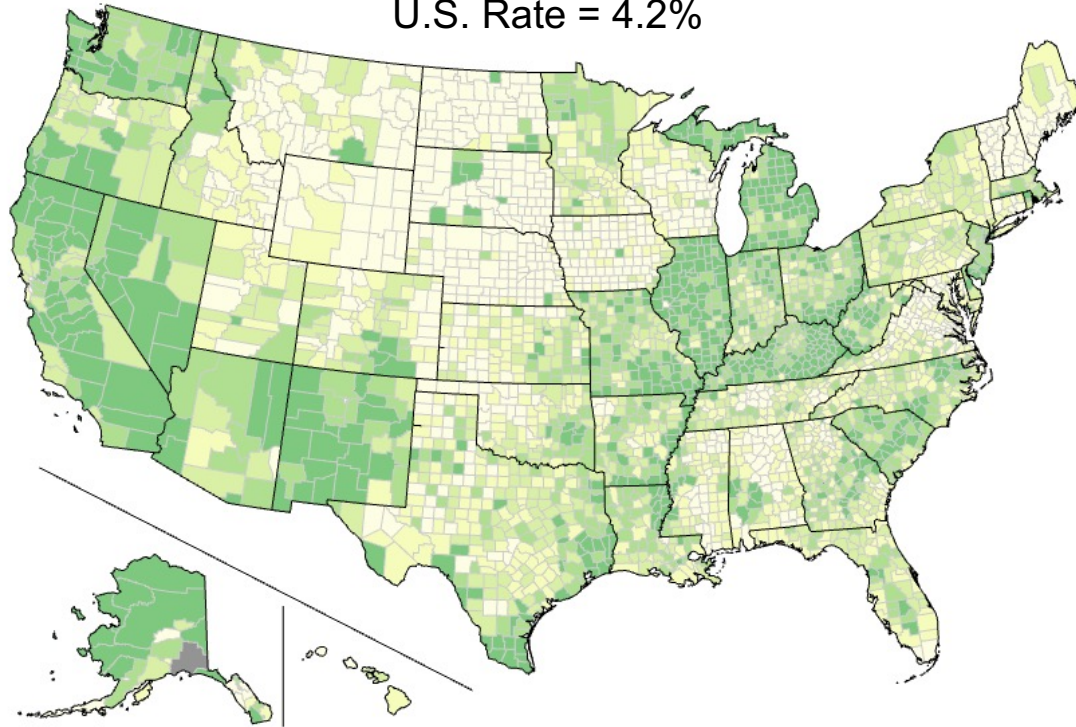 U.S. Rate = 4.2%